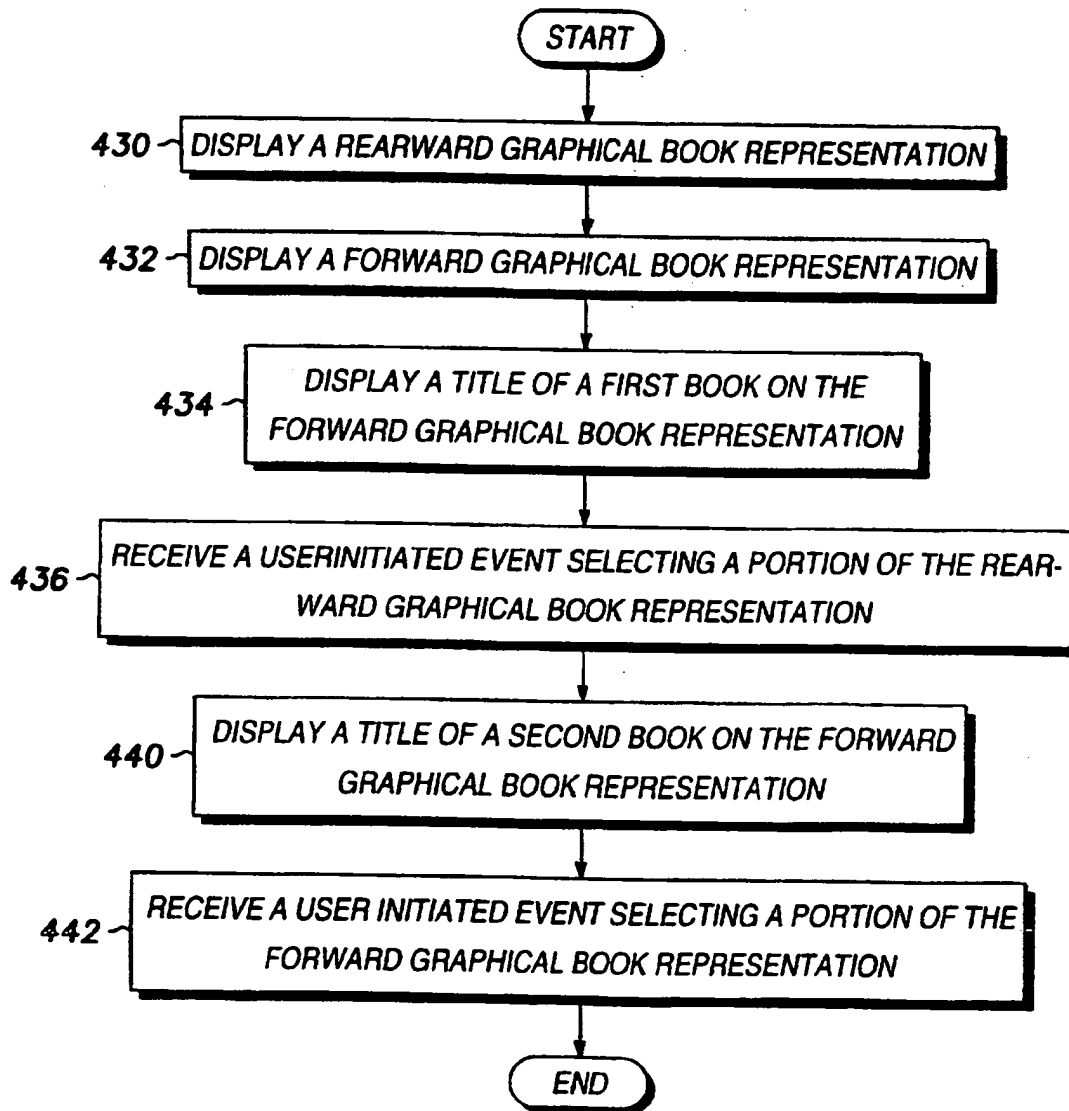 START
430 DISPLAY A REARWARD GRAPHICAL BOOK REPRESENTATION
432 DISPLAY A FORWARD GRAPHICAL BOOK REPRESENTATION
DISPLAY A TITLE OF A FIRST BOOK ON THE
434
FORWARD GRAPHICAL BOOK REPRESENTATION
RECEIVE A USERINITIATED EVENT SELECTING A PORTION OF THE REAR-
436
WARD GRAPHICAL BOOK REPRESENTATION
DISPLAY A TITLE OF A SECOND BOOK ON THE FORWARD
440
GRAPHICAL BOOK REPRESENTATION
RECEIVE A USER INITIATED EVENT SELECTING A PORTION OF THE
442
FORWARD GRAPHICAL BOOK REPRESENTATION
END